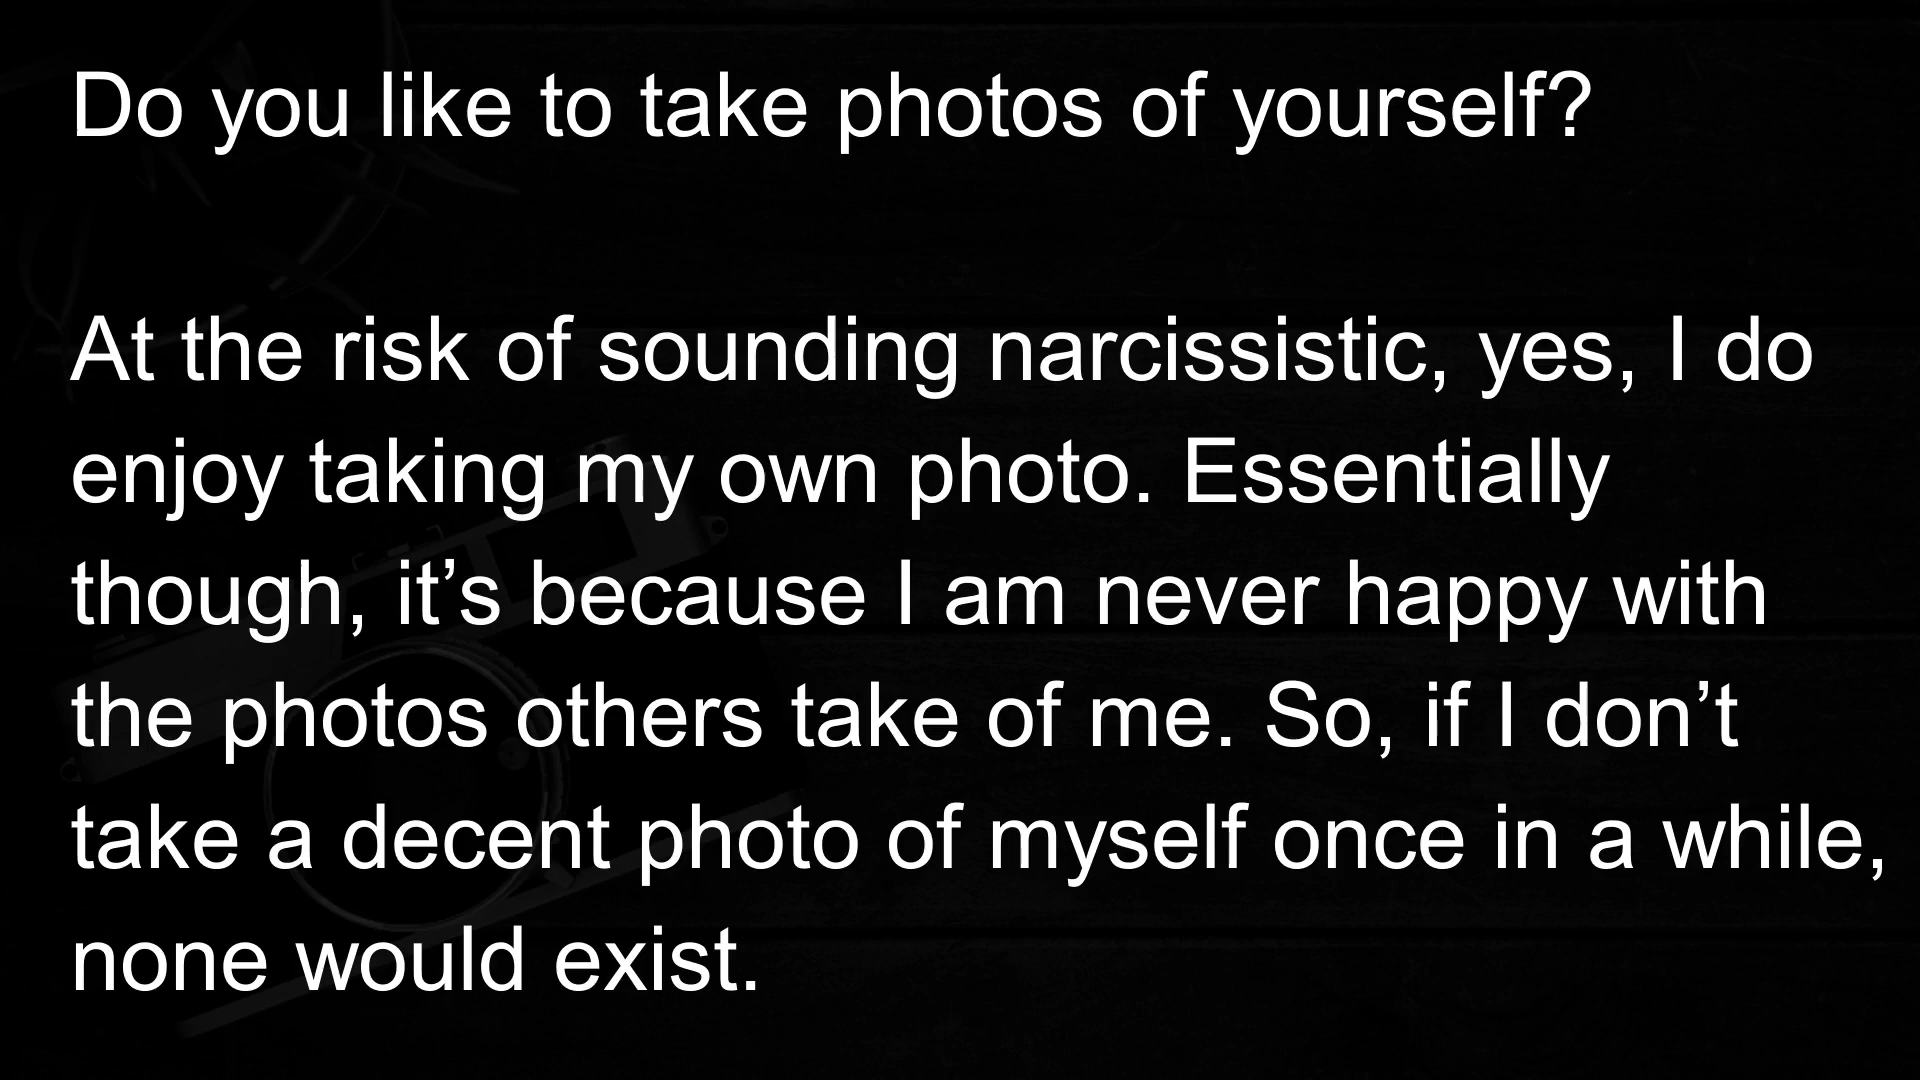 Do you like to take photos of yourself?
At the risk of sounding narcissistic, yes, I do
enjoy taking my own photo. Essentially
though, it’s because I am never happy with
the photos others take of me. So, if I don’t
take a decent photo of myself once in a while,
none would exist.